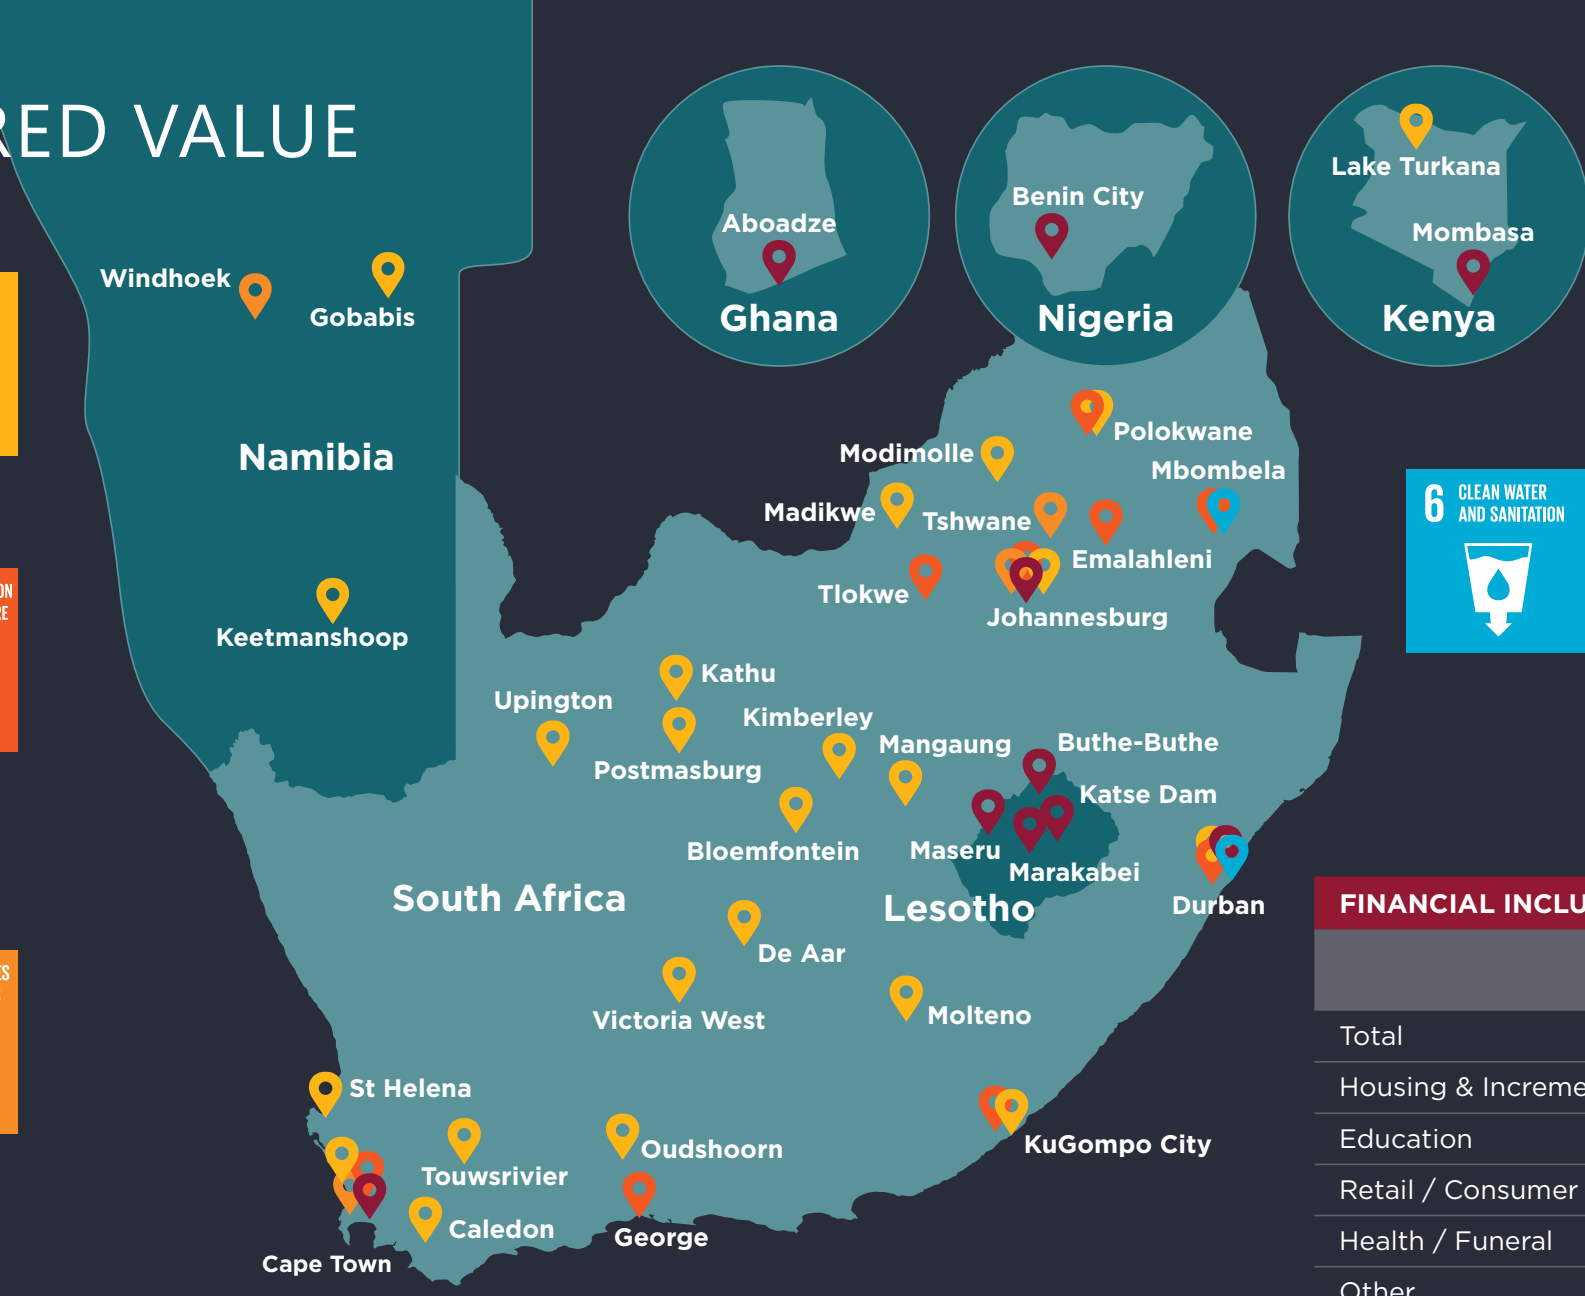 RED VALUE
Ghana
Aboadze
Nigeria
Benin City
Kenya
Lake Turkana
Mombasa
Windhoek
Gobabis
Namibia
Keetmanshoop
Polokwane
Modimolle
Mbombela
Madikwe
Tshwane
Emalahleni
Tlokwe
Johannesburg
Kathu
Upington
Kimberley
Postmasburg
Mangaung
Buthe-Buthe
Katse Dam
Bloemfontein
Maseru
Marakabei
South Africa
Lesotho
Durban
De Aar
Victoria West
Molteno
St Helena
KuGompo City
Oudshoorn
Touwsrivier
Caledon
George
Cape Town
ON
RE
ES
6 CLEAN WATER
AND SANITATION
FINANCIAL INCLU
Total
Housing & Increme
Education
Retail / Consumer
Health / Funeral
Other